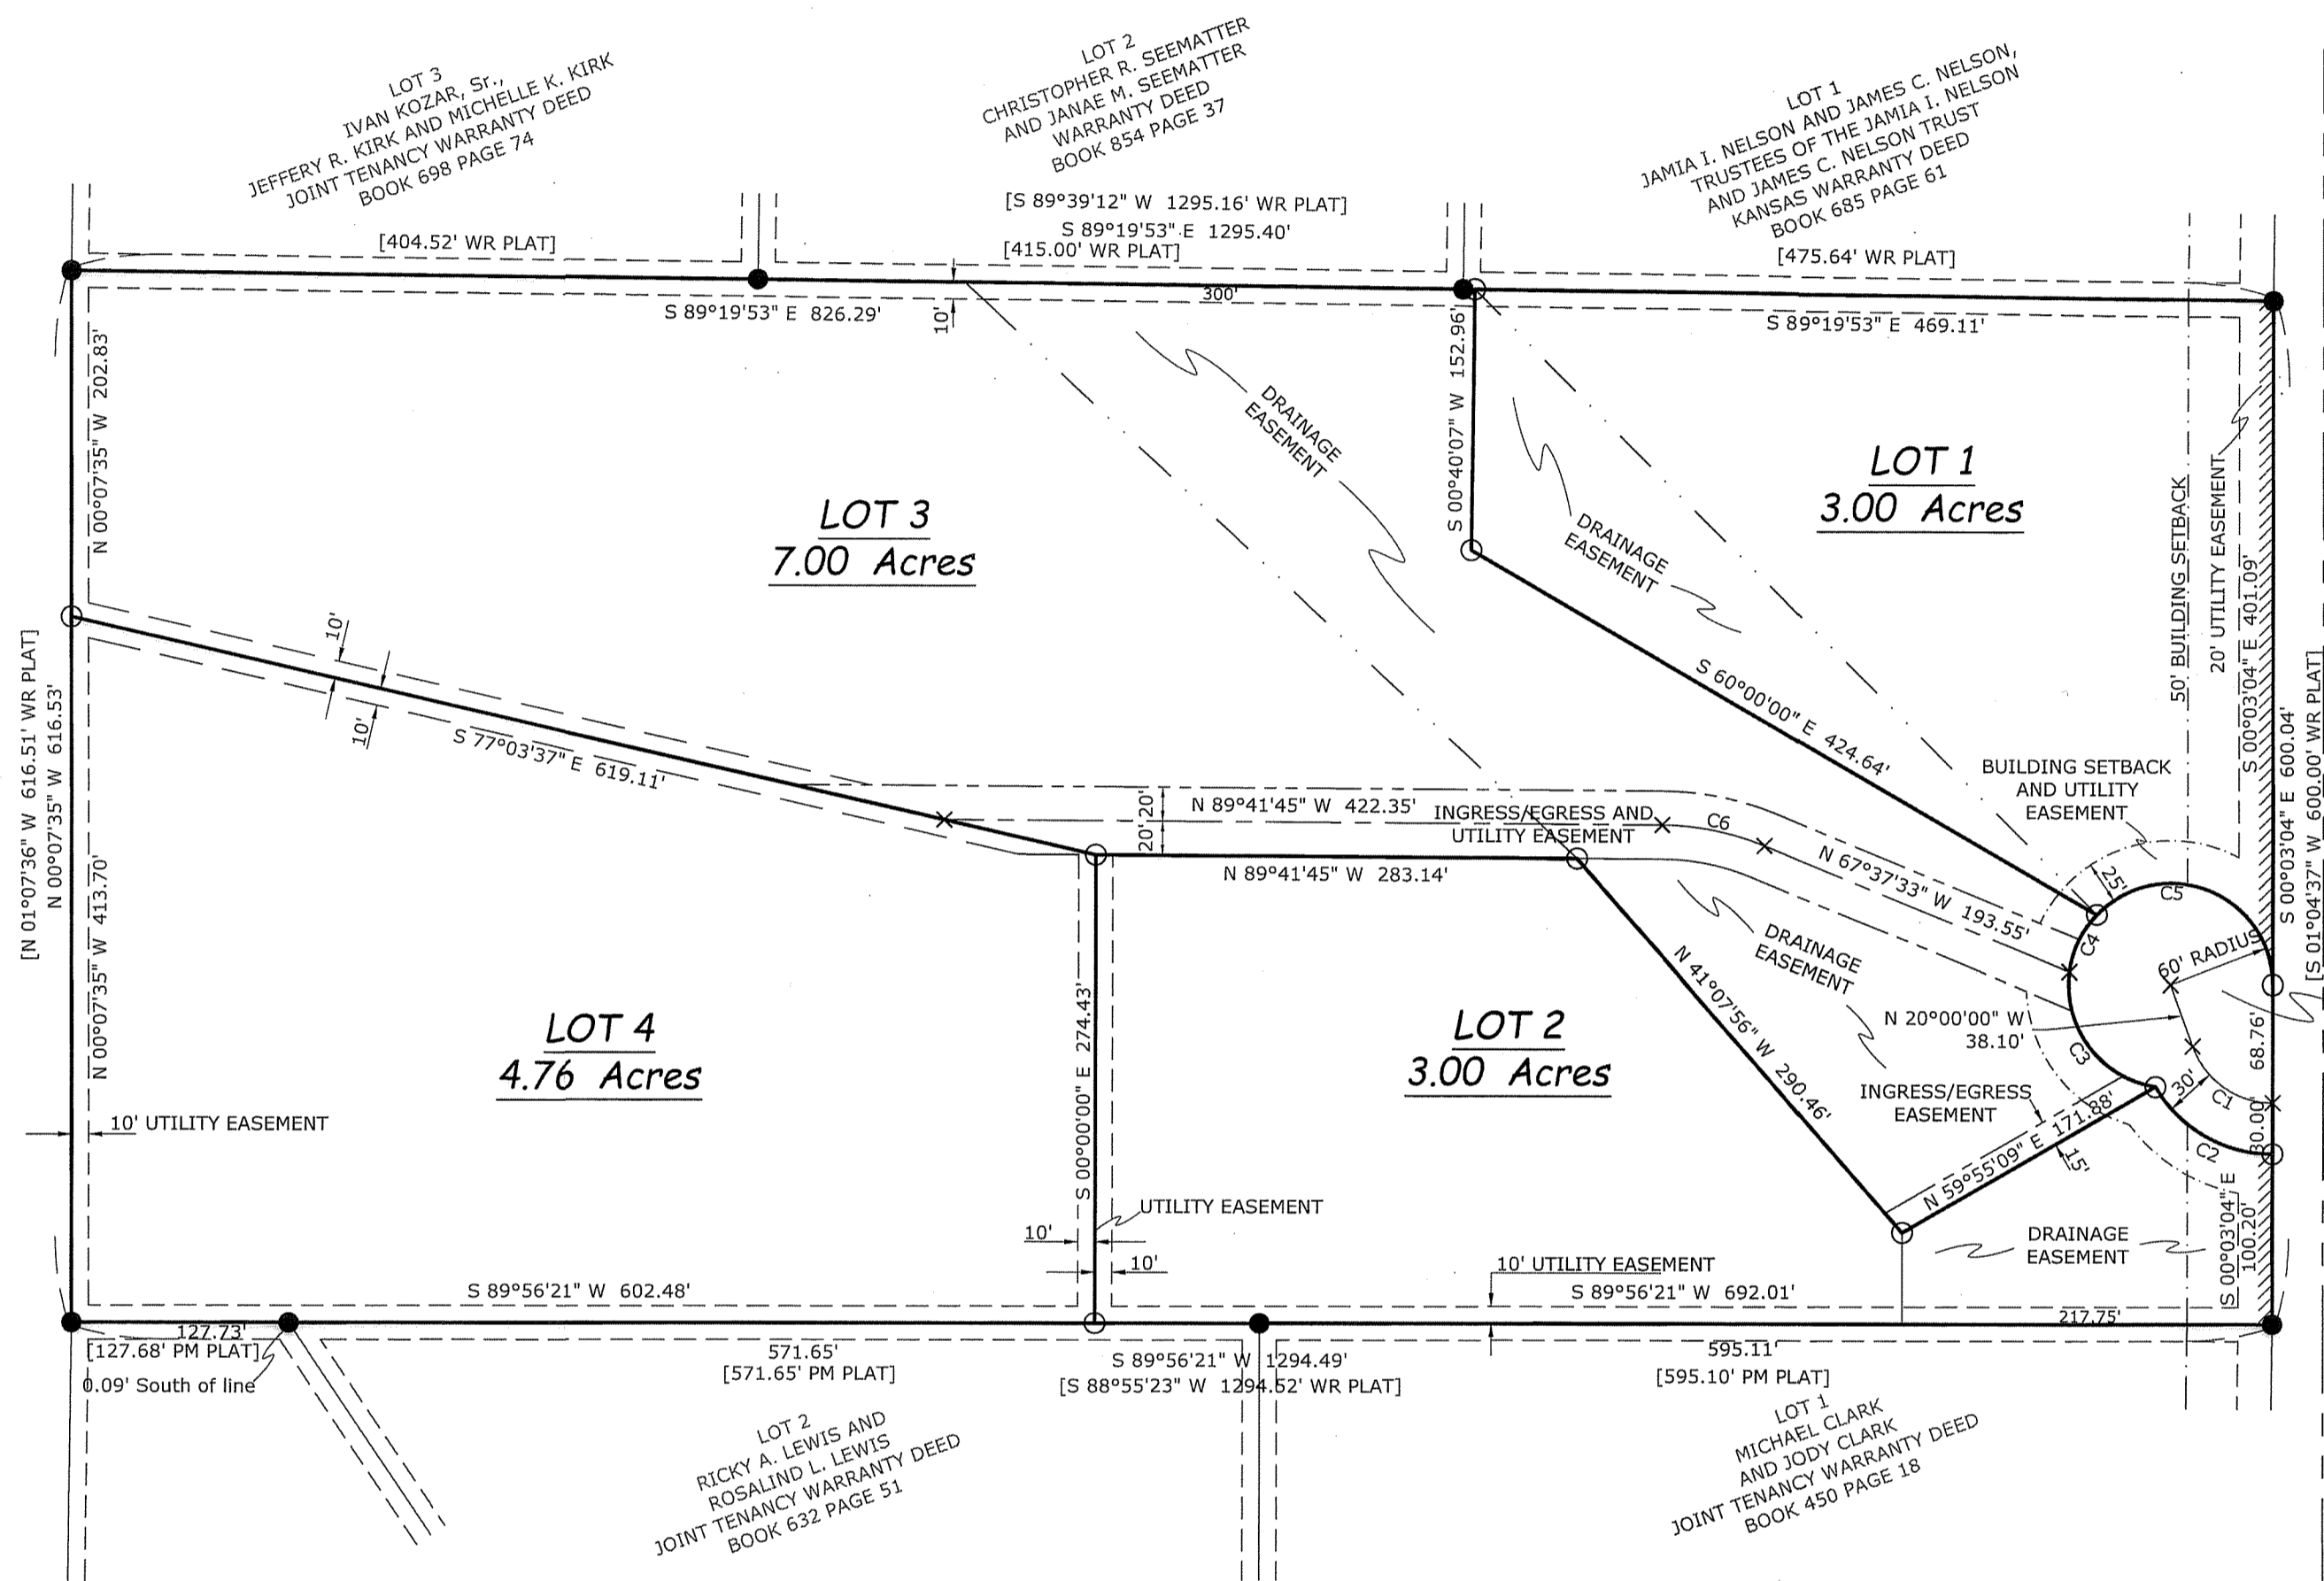 LOT 3
IVAN KOZAR, Sr.,
JEFFERY R. KIRK AND MICHELLE K. KIRK
JOINT TENANCY WARRANTY DEED
BOOK 698 PAGE 74
LOT 2
CHRISTOPHER R. SEEMATTER
AND JANAE M. SEEMATTER
WARRANTY DEED
BOOK 854 PAGE 37
LOT 1
JAMIA I. NELSON AND JAMES C. NELSON,
TRUSTEES OF THE JAMIA I. NELSON
AND JAMES C. NELSON TRUST
KANSAS WARRANTY DEED
BOOK 685 PAGE 61
[S 89°39'12" W 1295.16' WR PLAT]
S 89°19'53" E 1295.40'
[404.52' WR PLAT]
[415.00' WR PLAT]
[475.64' WR PLAT]
300'
S 89°19'53" E 826.29'
10'
S 89°19'53" E 469.11'
N 00°07'35" W 202.83'
S 00°40'07" W 152.96'
DRAINAGE
EASEMENT
LOT 1
3.00 Acres
LOT 3
7.00 Acres
DRAINAGE
EASEMENT
50' BUILDING SETBACK
20' UTILITY EASEMENT
S 00°03'04" E 401.09'
10'
10'
S 77°03'37" E 619.11'
S 60°00'00" E 424.64'
[N 01°07'36" W 616.51' WR PLAT]
N 00°07'35" W 616.53'
S 00°03'04" E 600.04'
[S 01°04'37" W 600.00' WR PLAT]
BUILDING SETBACK
AND UTILITY
EASEMENT
20' 20'
N 89°41'45" W 422.35'
INGRESS/EGRESS AND
UTILITY EASEMENT
C6
N 67°37'33" W 193.55'
N 89°41'45" W 283.14'
25'
C5
C4
60' RADIUS
N 00°07'35" W 413.70'
DRAINAGE
EASEMENT
N 41°07'56" W 290.46'
S 00°00'00" E 274.43'
LOT 4
4.76 Acres
LOT 2
3.00 Acres
N 20°00'00" W
38.10'
C3
68.76'
30'
C1
30.00
C2
INGRESS/EGRESS
EASEMENT
N 59°55'09" E 171.88'
15'
10' UTILITY EASEMENT
UTILITY EASEMENT
10'
10'
DRAINAGE
EASEMENT
S 00°03'04" E
100.20'
10' UTILITY EASEMENT
S 89°56'21" W 602.48'
S 89°56'21" W 692.01'
217.75'
127.73'
[127.68' PM PLAT]
0.09' South of line
571.65'
[571.65' PM PLAT]
S 89°56'21" W 1294.49'
[S 88°55'23" W 1294.52' WR PLAT]
595.11'
[595.10' PM PLAT]
LOT 2
RICKY A. LEWIS AND
ROSALIND L. LEWIS
JOINT TENANCY WARRANTY DEED
BOOK 632 PAGE 51
LOT 1
MICHAEL CLARK
AND JODY CLARK
JOINT TENANCY WARRANTY DEED
BOOK 450 PAGE 18